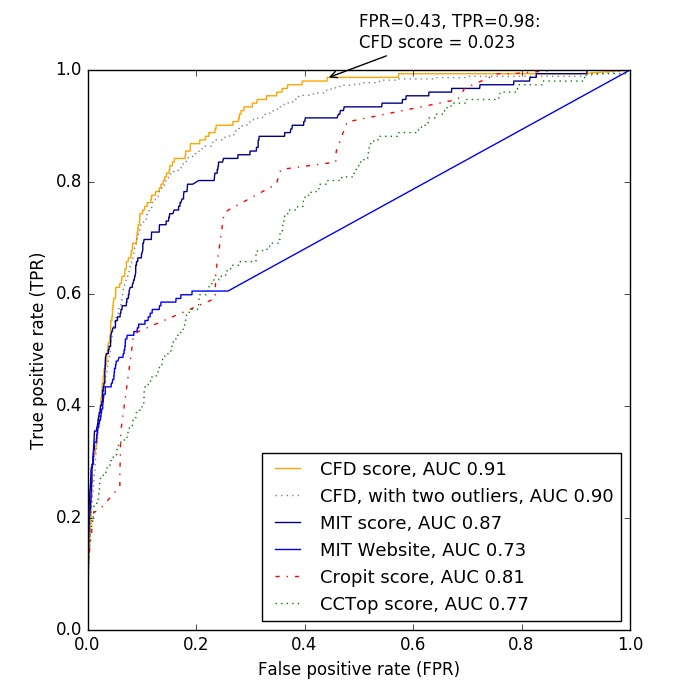 FPR=0.43, TPR=0.98:
CFD score = 0.023
1.0
0.8
0.6
0.4
0.2
0.0
True positive rate (TPR)
CFD score, AUC 0.91
CFD, with two outliers, AUC 0.90
MIT score, AUC 0.87
MIT Website, AUC 0.73
Cropit score, AUC 0.81
CCTop score, AUC 0.77
0.0 0.2 0.4 0.6 0.8 1.0
False positive rate (FPR)